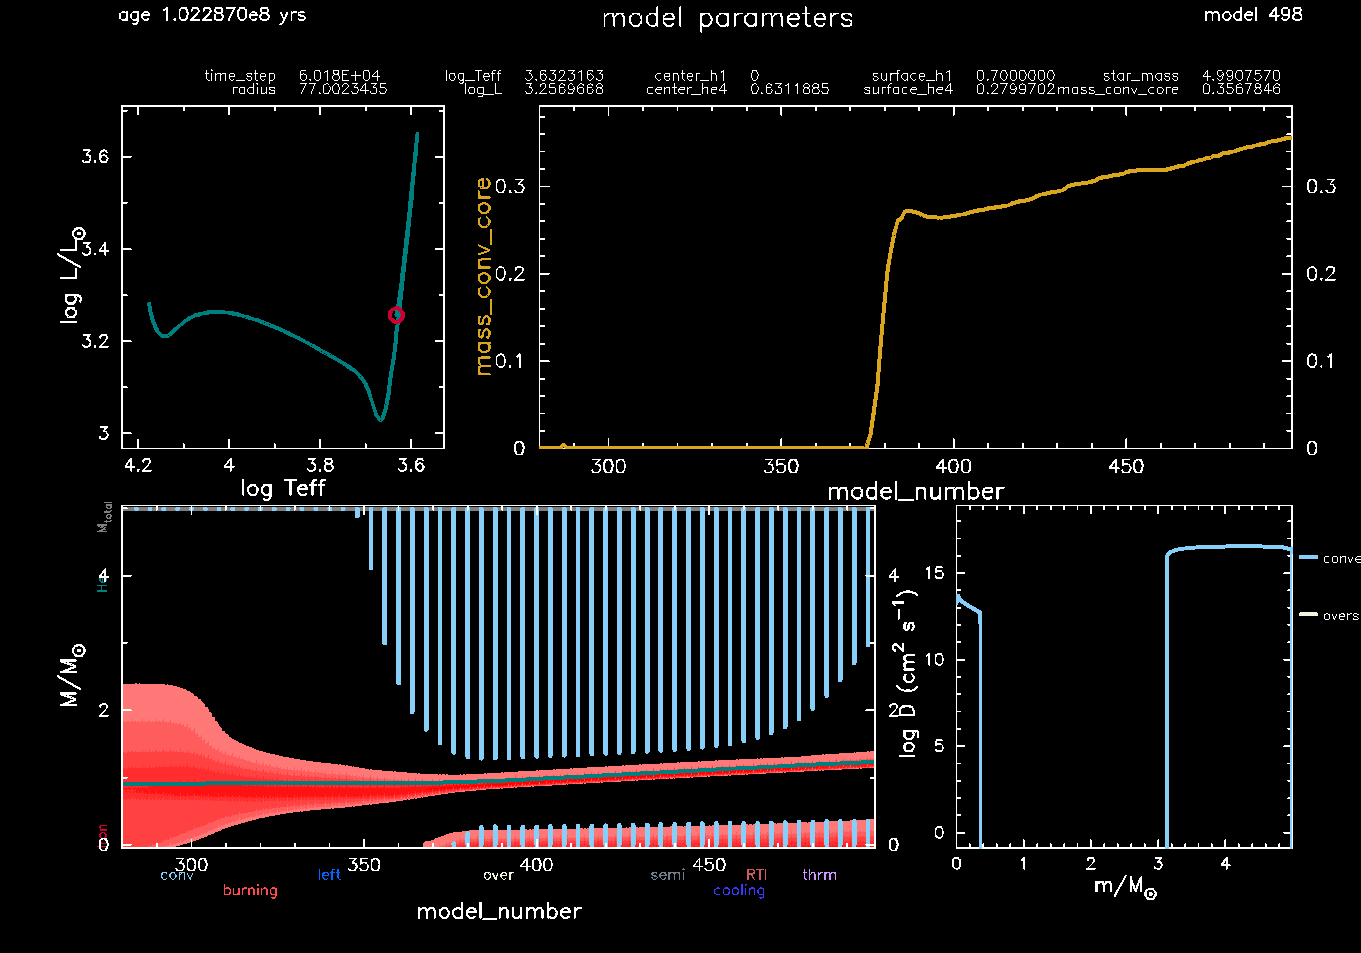 age 1.022870e8 yrs model parameters model 498
time_step 6.018E+04 log_Teff 3.6323163 center_h1 0 surface_h1 0.7000000 star_mass 4.9907570
radius 77.0023435 log_L 3.2569668 center_he4 0.6311885 surface_he4 0.2799702 mass_conv_core 0.3567846
log L/L⊙
3.6
3.4
3.2
3
4.2 4 3.8 3.6
log Teff
mass_conv_core
0.3 0.3
0.2 0.2
0.1 0.1
0 0
300 350 400 450
model_number
M/M⊙
Mtotal
He
4 4
2 2
0 0
300 350 400 450
conv left over semi RTI thrm
burning cooling
model_number
log D (cm² s⁻¹)
15
10
5
0
0 1 2 3 4
m/M⊙
conve
overs